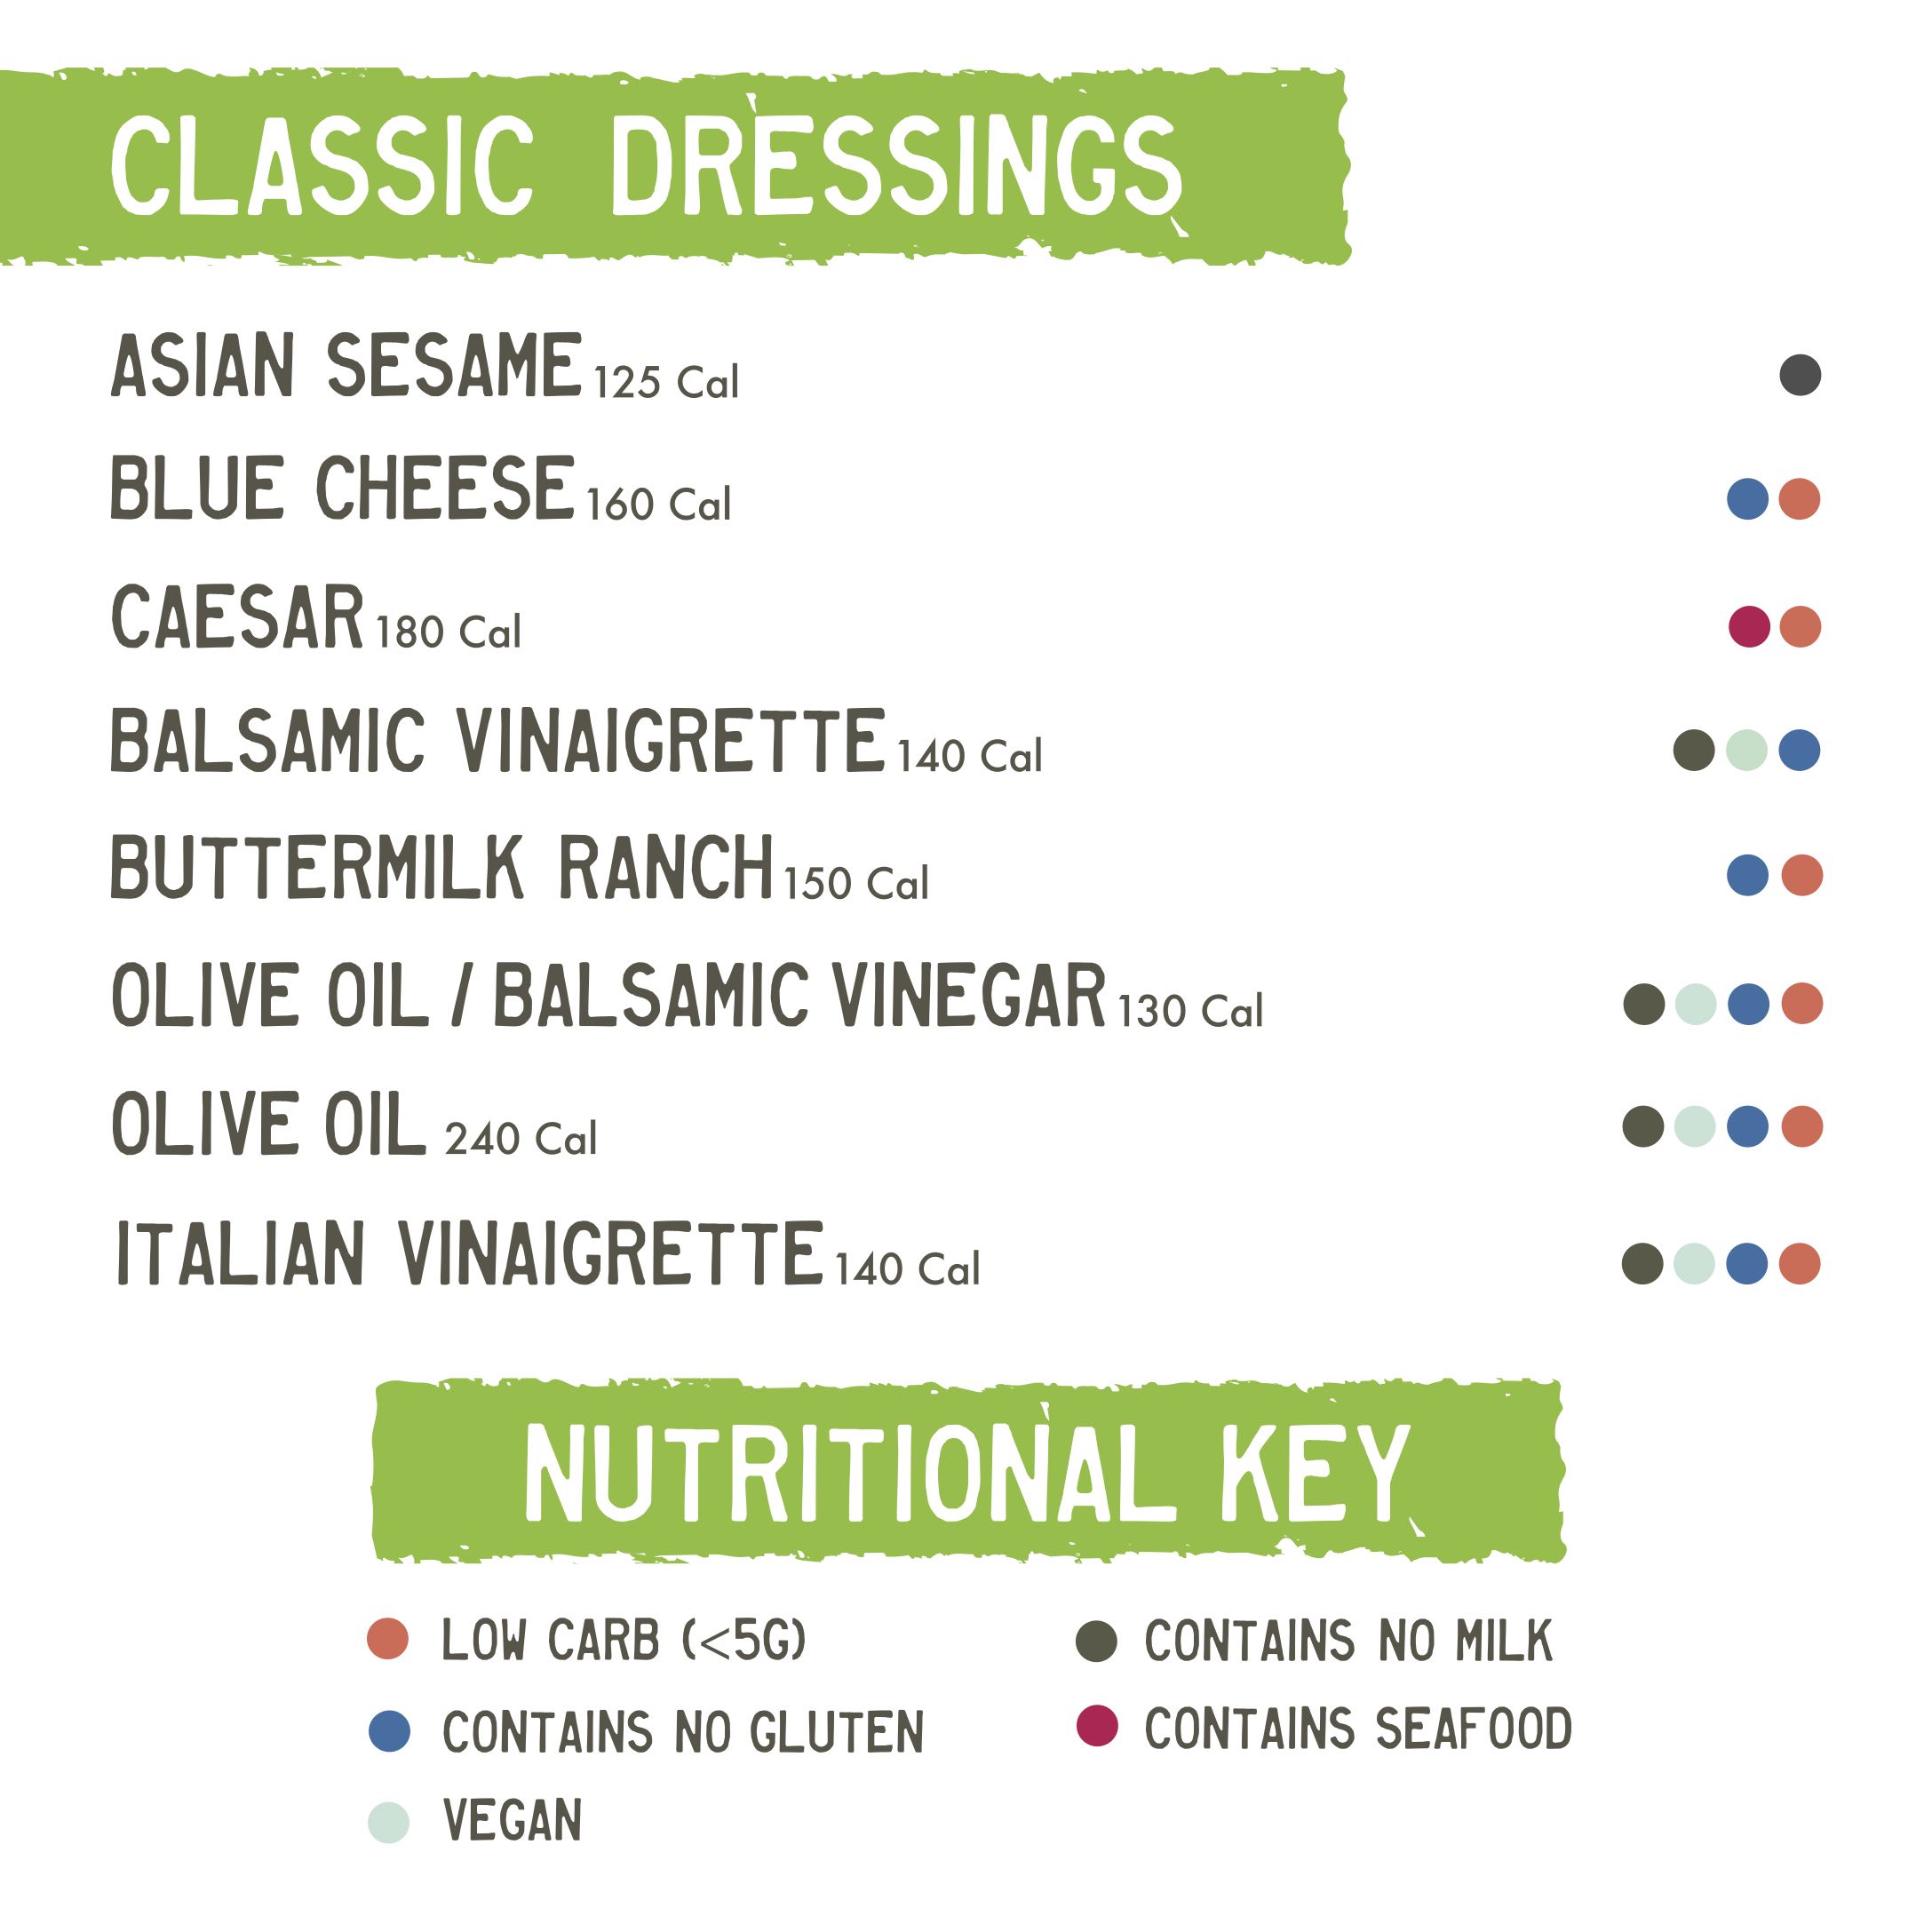 CLASSIC DRESSINGS
ASIAN SESAME 125 Cal
BLUE CHEESE 160 Cal
CAESAR 180 Cal
BALSAMIC VINAIGRETTE 140 Cal
BUTTERMILK RANCH 150 Cal
OLIVE OIL / BALSAMIC VINEGAR 130 Cal
OLIVE OIL 240 Cal
ITALIAN VINAIGRETTE 140 Cal
NUTRITIONAL KEY
LOW CARB (<5G)
CONTAINS NO MILK
CONTAINS NO GLUTEN
CONTAINS SEAFOOD
VEGAN